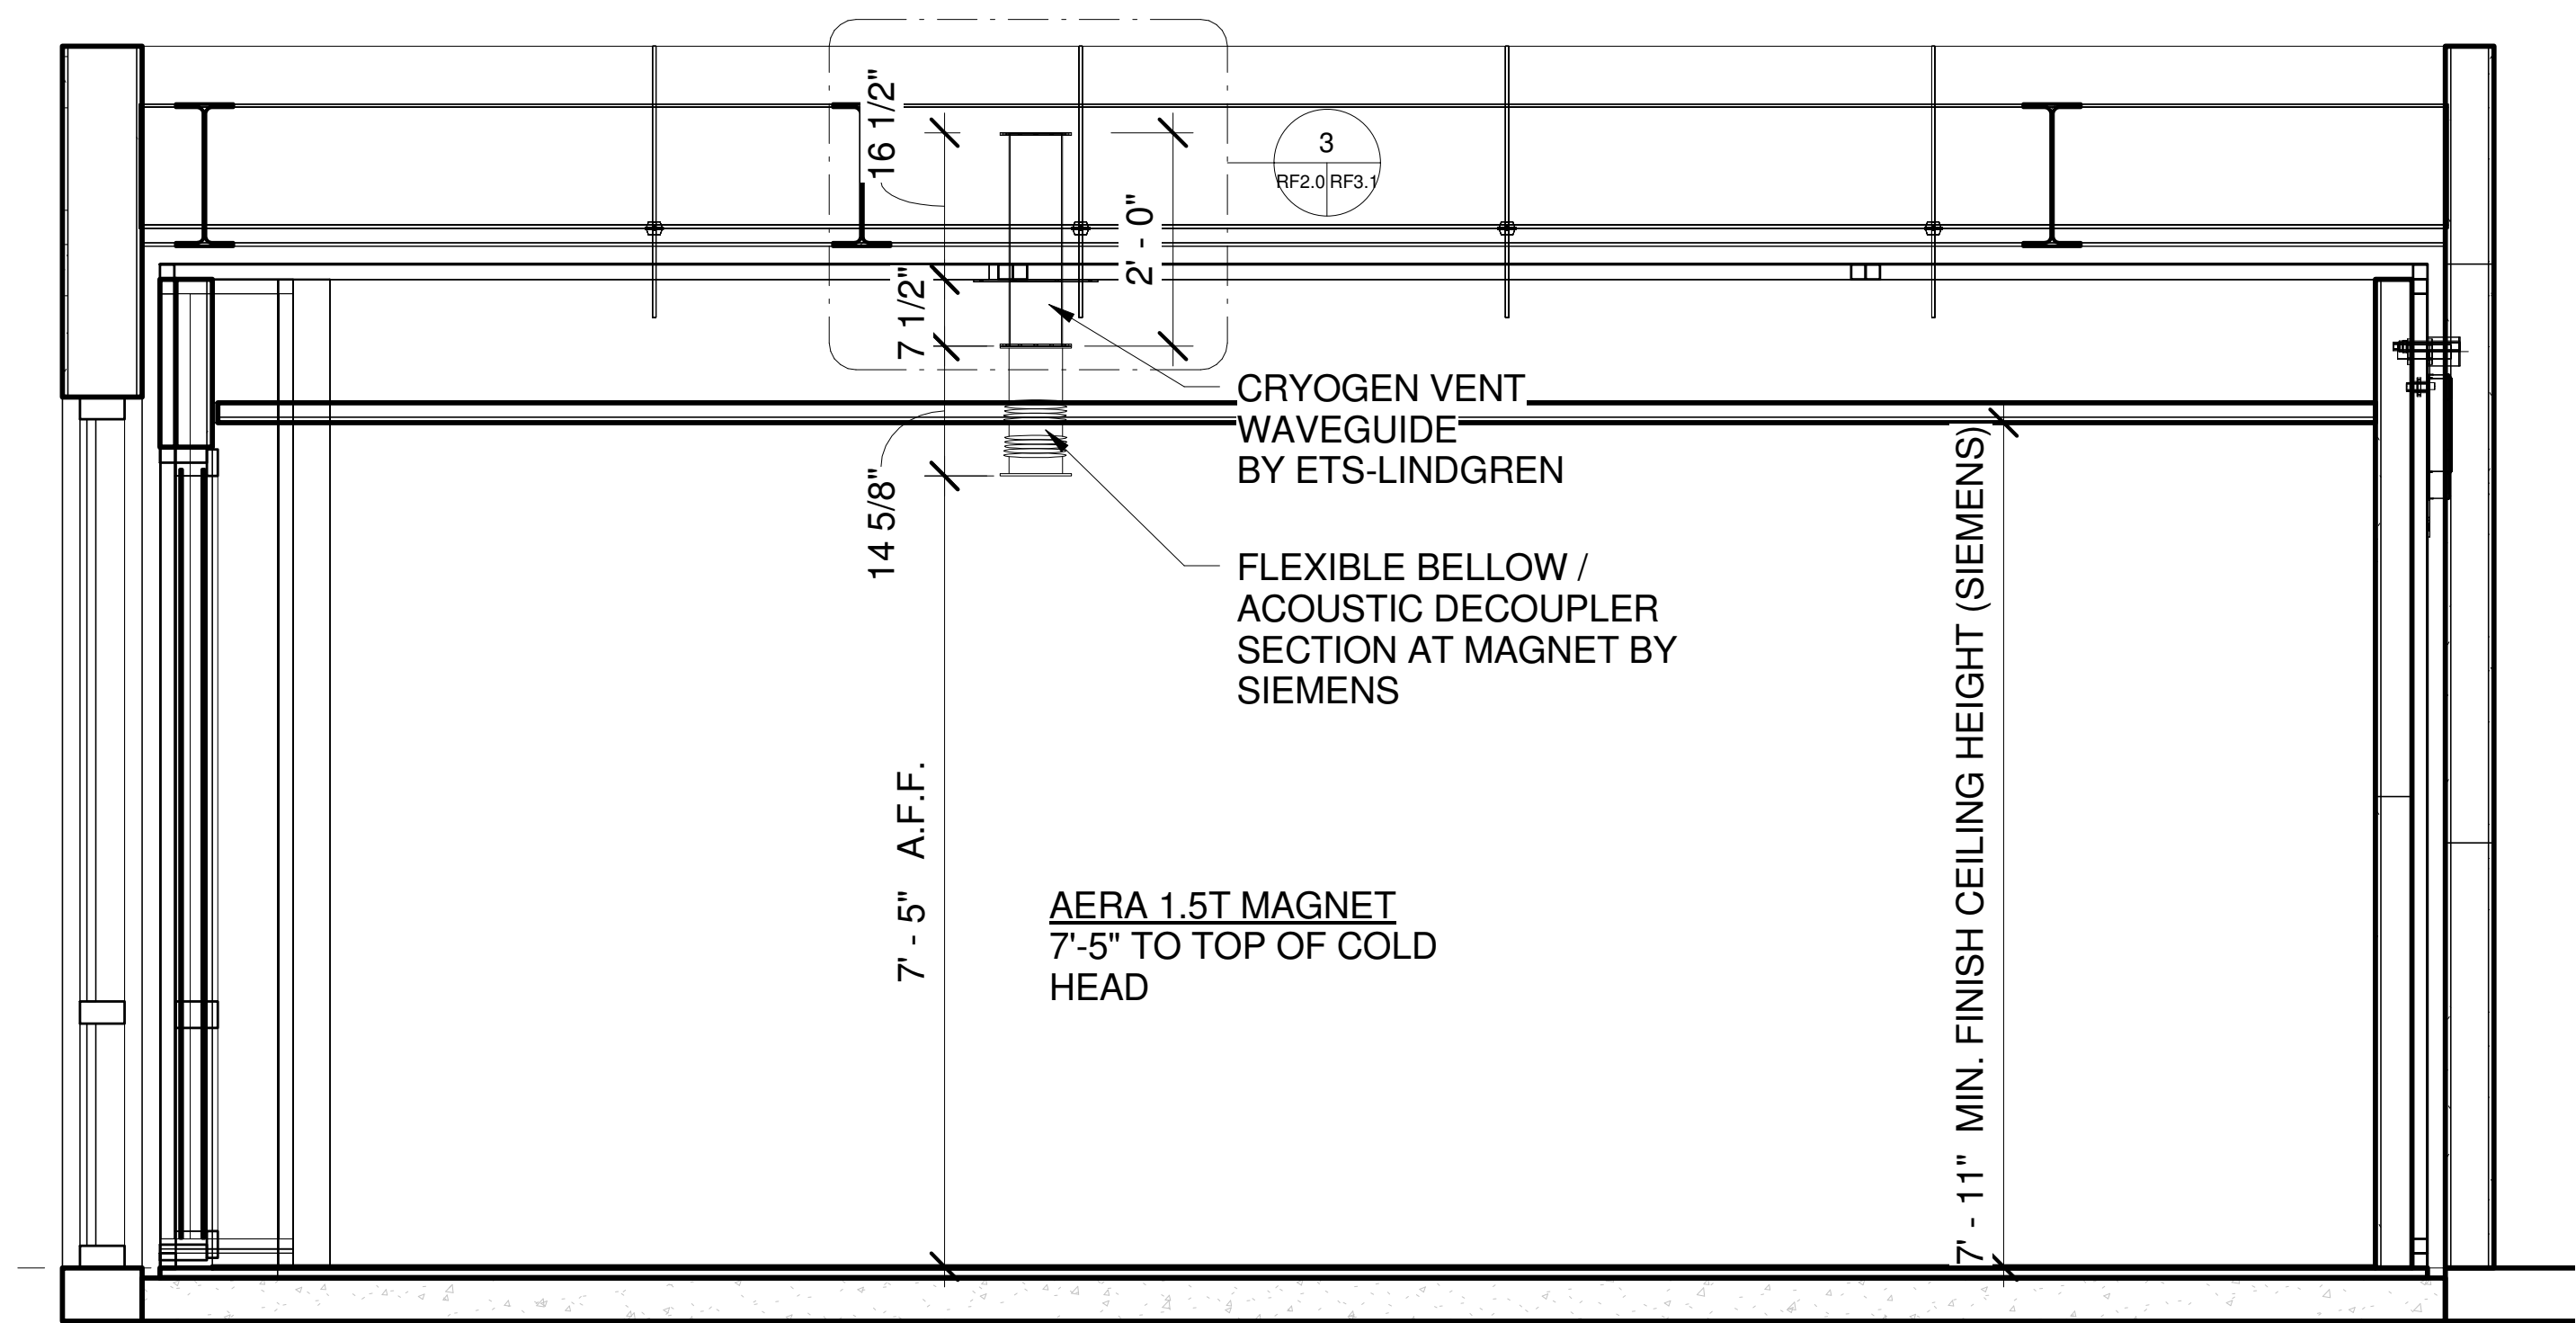 16 1/2"
3
RF2.0 RF3.1
2' - 0"
7 1/2"
CRYOGEN VENT
WAVEGUIDE
BY ETS-LINDGREN
14 5/8"
FLEXIBLE BELLOW /
ACOUSTIC DECOUPLER
SECTION AT MAGNET BY
SIEMENS
7' - 5" A.F.F.
AERA 1.5T MAGNET
7'-5" TO TOP OF COLD
HEAD
7' - 11" MIN. FINISH CEILING HEIGHT (SIEMENS)